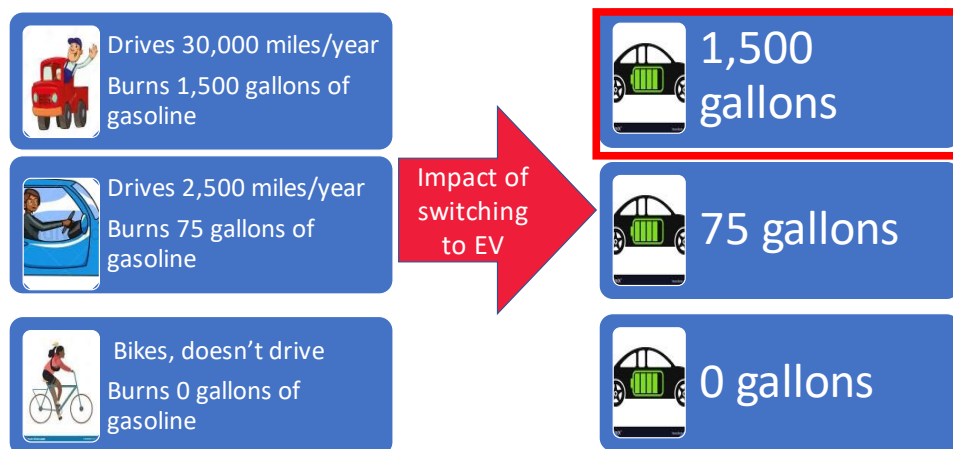 Drives 30,000 miles/year
Burns 1,500 gallons of
gasoline
Drives 2,500 miles/year
Burns 75 gallons of
gasoline
Bikes, doesn’t drive
Burns 0 gallons of
gasoline
Impact of
switching
to EV
1,500
gallons
75 gallons
0 gallons